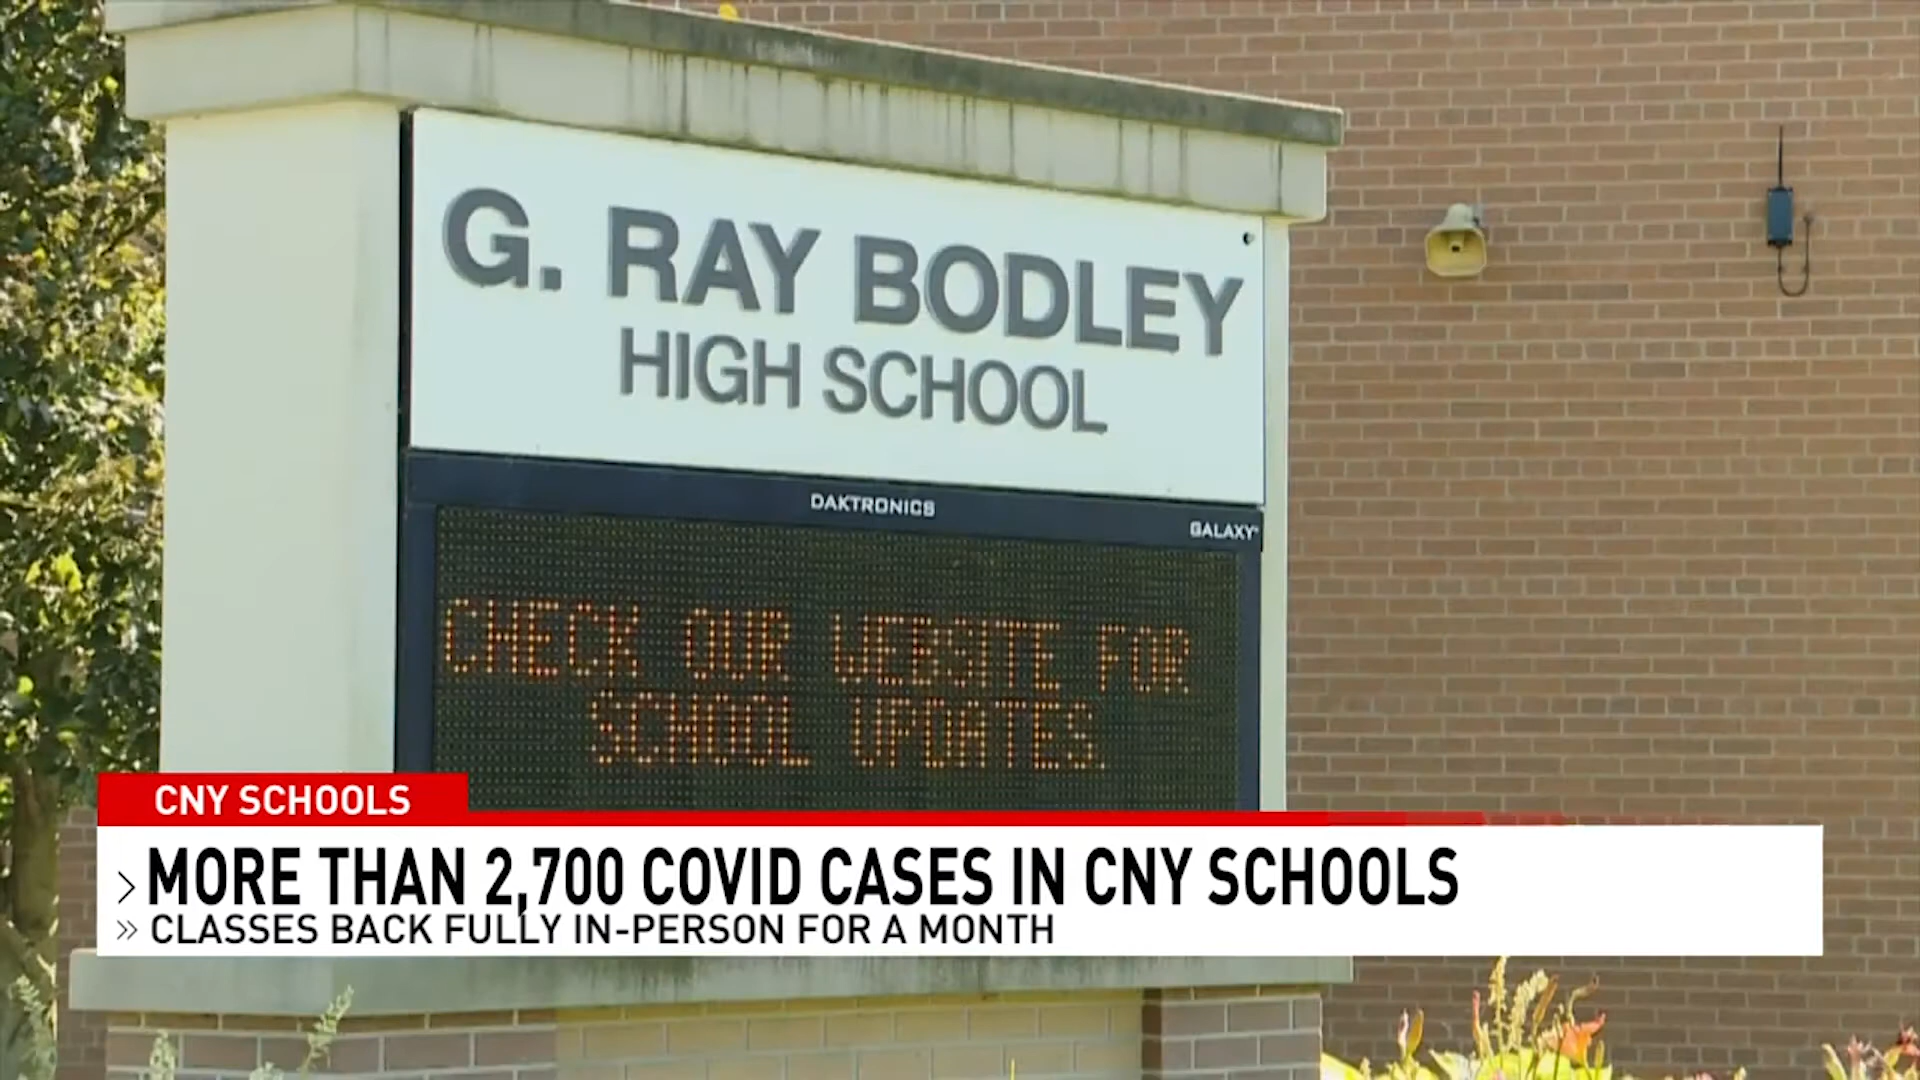 G. RAY BODLEY
HIGH SCHOOL
DAKTRONICS
GALAXY
CHECK OUR WEBSITE FOR
SCHOOL UPDATES.
CNY SCHOOLS
MORE THAN 2,700 COVID CASES IN CNY SCHOOLS
CLASSES BACK FULLY IN-PERSON FOR A MONTH